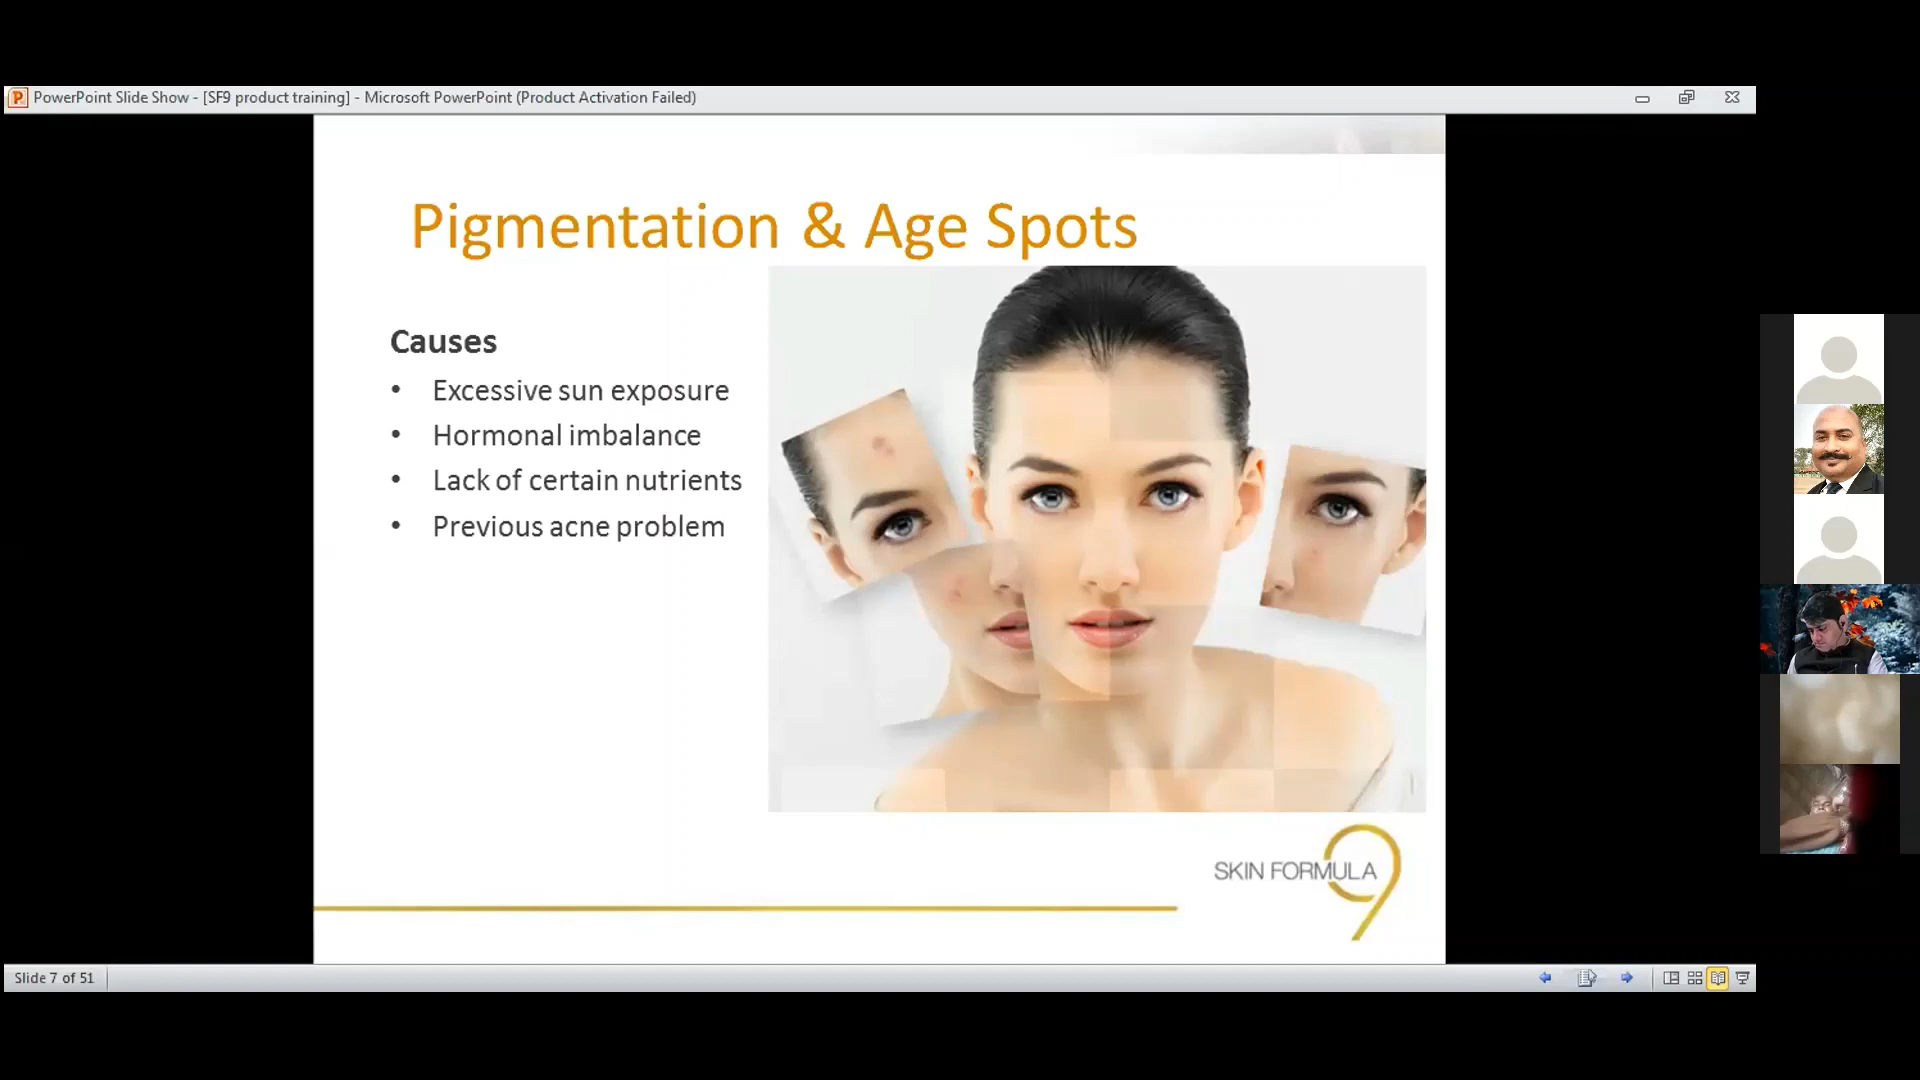 PowerPoint Slide Show - [SF9 product training] - Microsoft PowerPoint (Product Activation Failed)
Pigmentation & Age Spots
Causes
• Excessive sun exposure
• Hormonal imbalance
• Lack of certain nutrients
• Previous acne problem
SKIN FORMULA 9
Slide 7 of 51